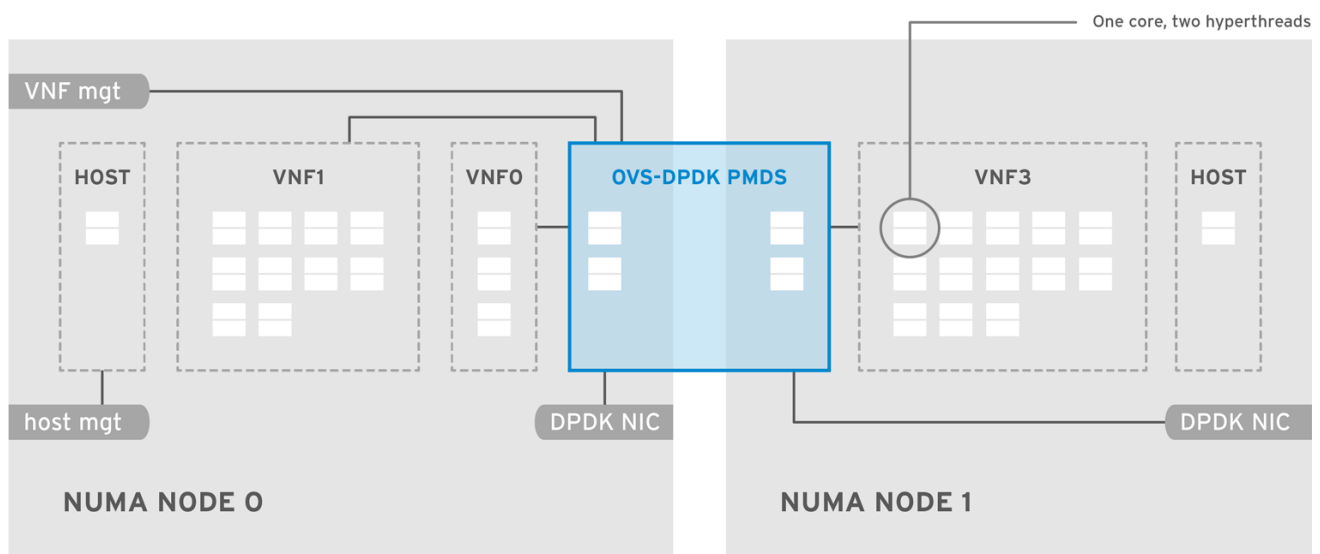 One core, two hyperthreads
VNF mgt
HOST
VNF1
VNF0
OVS-DPDK PMDS
VNF3
HOST
host mgt
DPDK NIC
DPDK NIC
NUMA NODE 0
NUMA NODE 1